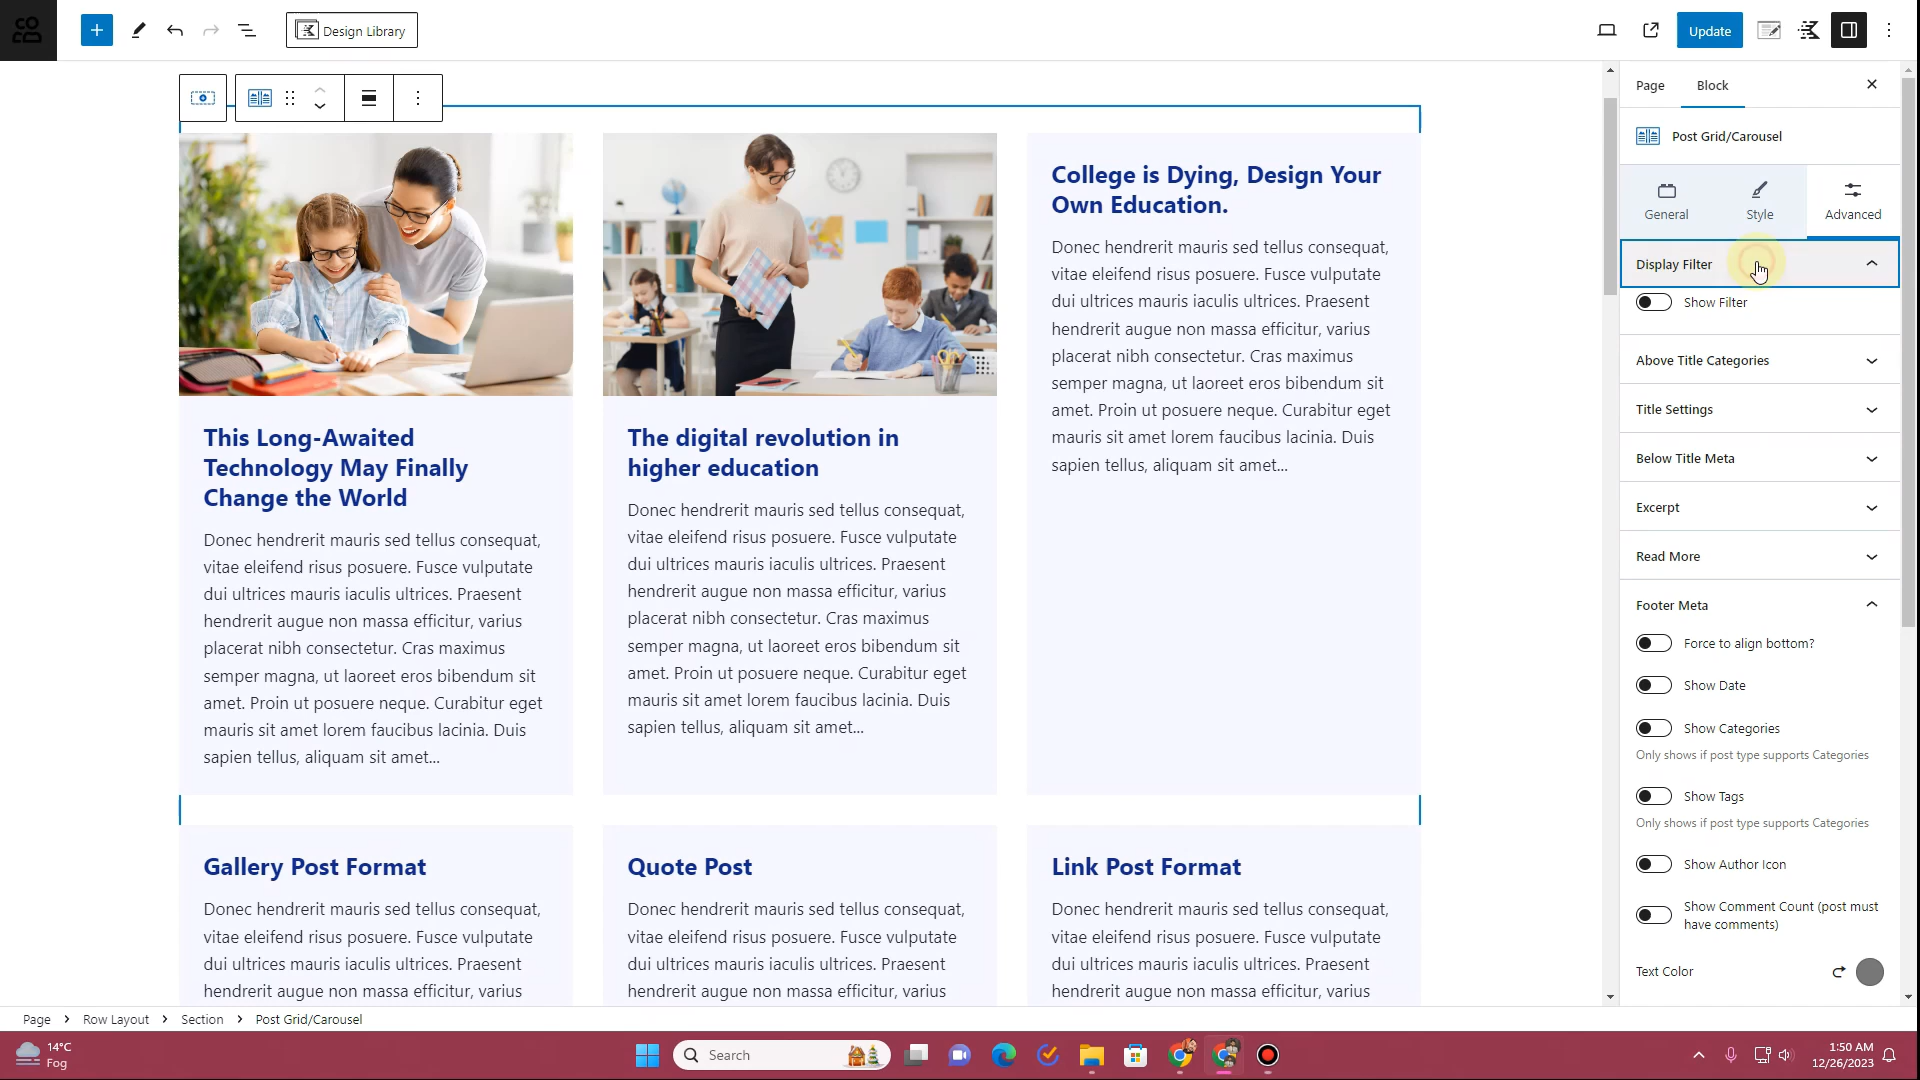 Design Library
Update
Page
Block
Post Grid/Carousel
General
Style
Advanced
Display Filter
Show Filter
Above Title Categories
Title Settings
Below Title Meta
Excerpt
Read More
Footer Meta
Force to align bottom?
Show Date
Show Categories
Only shows if post type supports Categories
Show Tags
Only shows if post type supports Categories
Show Author Icon
Show Comment Count (post must
have comments)
Text Color
This Long-Awaited
Technology May Finally
Change the World
Donec hendrerit mauris sed tellus consequat,
vitae eleifend risus posuere. Fusce vulputate
dui ultrices mauris iaculis ultrices. Praesent
hendrerit augue non massa efficitur, varius
placerat nibh consectetur. Cras maximus
semper magna, ut laoreet eros bibendum sit
amet. Proin ut posuere neque. Curabitur eget
mauris sit amet lorem faucibus lacinia. Duis
sapien tellus, aliquam sit amet...
The digital revolution in
higher education
Donec hendrerit mauris sed tellus consequat,
vitae eleifend risus posuere. Fusce vulputate
dui ultrices mauris iaculis ultrices. Praesent
hendrerit augue non massa efficitur, varius
placerat nibh consectetur. Cras maximus
semper magna, ut laoreet eros bibendum sit
amet. Proin ut posuere neque. Curabitur eget
mauris sit amet lorem faucibus lacinia. Duis
sapien tellus, aliquam sit amet...
College is Dying, Design Your
Own Education.
Donec hendrerit mauris sed tellus consequat,
vitae eleifend risus posuere. Fusce vulputate
dui ultrices mauris iaculis ultrices. Praesent
hendrerit augue non massa efficitur, varius
placerat nibh consectetur. Cras maximus
semper magna, ut laoreet eros bibendum sit
amet. Proin ut posuere neque. Curabitur eget
mauris sit amet lorem faucibus lacinia. Duis
sapien tellus, aliquam sit amet...
Gallery Post Format
Donec hendrerit mauris sed tellus consequat,
vitae eleifend risus posuere. Fusce vulputate
dui ultrices mauris iaculis ultrices. Praesent
hendrerit augue non massa efficitur, varius
Quote Post
Donec hendrerit mauris sed tellus consequat,
vitae eleifend risus posuere. Fusce vulputate
dui ultrices mauris iaculis ultrices. Praesent
hendrerit augue non massa efficitur, varius
Link Post Format
Donec hendrerit mauris sed tellus consequat,
vitae eleifend risus posuere. Fusce vulputate
dui ultrices mauris iaculis ultrices. Praesent
hendrerit augue non massa efficitur, varius
Page > Row Layout > Section > Post Grid/Carousel
14°C
Fog
Search
1:50 AM
12/26/2023